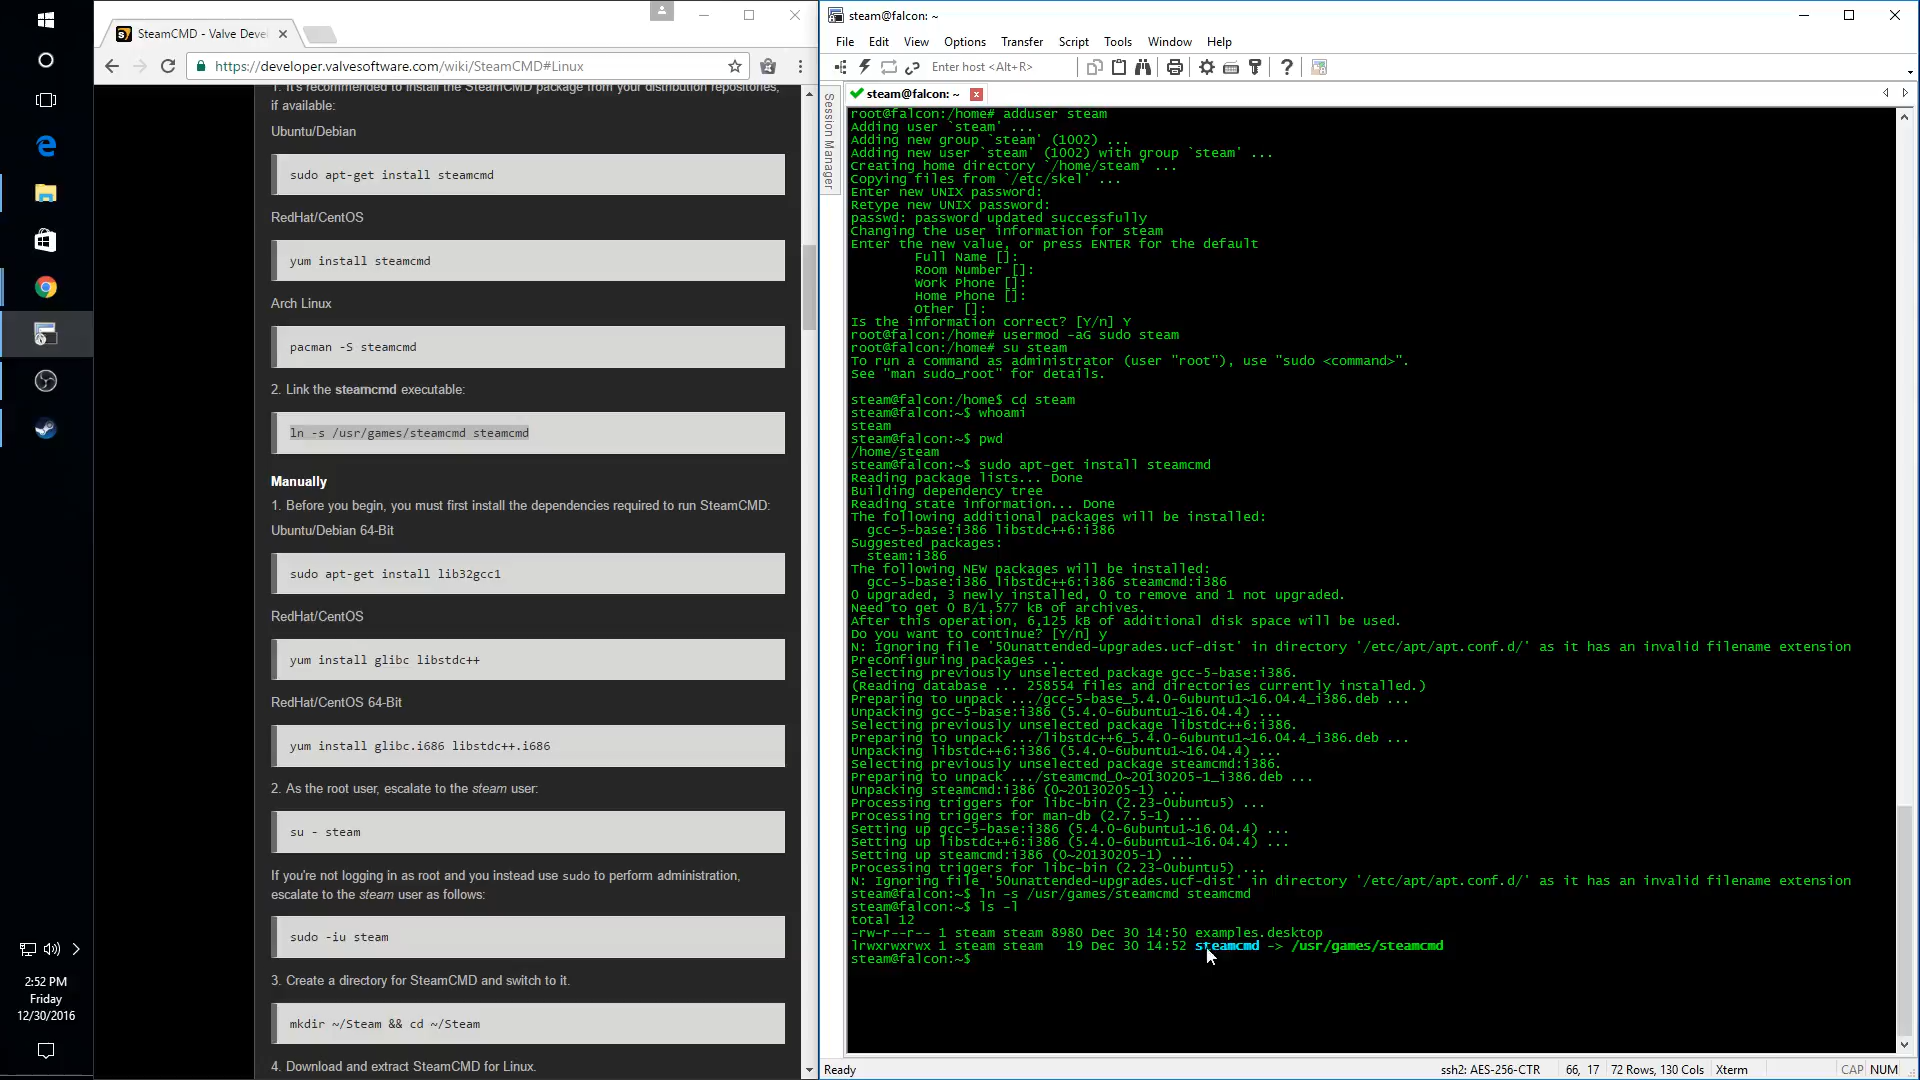 SteamCMD - Valve Deve
https://developer.valvesoftware.com/wiki/SteamCMD#Linux
1. It's recommended to install the SteamCMD package from your distribution repositories,
if available:
Ubuntu/Debian
sudo apt-get install steamcmd
RedHat/CentOS
yum install steamcmd
Arch Linux
pacman -S steamcmd
2. Link the steamcmd executable:
ln -s /usr/games/steamcmd steamcmd
Manually
1. Before you begin, you must first install the dependencies required to run SteamCMD:
Ubuntu/Debian 64-Bit
sudo apt-get install lib32gcc1
RedHat/CentOS
yum install glibc libstdc++
RedHat/CentOS 64-Bit
yum install glibc.i686 libstdc++.i686
2. As the root user, escalate to the steam user:
su - steam
If you're not logging in as root and you instead use sudo to perform administration,
escalate to the steam user as follows:
sudo -iu steam
3. Create a directory for SteamCMD and switch to it.
mkdir ~/Steam && cd ~/Steam
4. Download and extract SteamCMD for Linux.
2:52 PM
Friday
12/30/2016
steam@falcon: ~
File Edit View Options Transfer Script Tools Window Help
Enter host <Alt+R>
Session Manager
steam@falcon: ~
root@falcon:/home# adduser steam
Adding user `steam' ...
Adding new group `steam' (1002) ...
Adding new user `steam' (1002) with group `steam' ...
Creating home directory `/home/steam' ...
Copying files from `/etc/skel' ...
Enter new UNIX password:
Retype new UNIX password:
passwd: password updated successfully
Changing the user information for steam
Enter the new value, or press ENTER for the default
Full Name []:
Room Number []:
Work Phone []:
Home Phone []:
Other []:
Is the information correct? [Y/n] Y
root@falcon:/home# usermod -aG sudo steam
root@falcon:/home# su steam
To run a command as administrator (user "root"), use "sudo <command>".
See "man sudo_root" for details.
steam@falcon:/home$ cd steam
steam@falcon:~$ whoami
steam
steam@falcon:~$ pwd
/home/steam
steam@falcon:~$ sudo apt-get install steamcmd
Reading package lists... Done
Building dependency tree
Reading state information... Done
The following additional packages will be installed:
gcc-5-base:i386 libstdc++6:i386
Suggested packages:
steam:i386
The following NEW packages will be installed:
gcc-5-base:i386 libstdc++6:i386 steamcmd:i386
0 upgraded, 3 newly installed, 0 to remove and 1 not upgraded.
Need to get 0 B/1,577 kB of archives.
After this operation, 6,125 kB of additional disk space will be used.
Do you want to continue? [Y/n] y
N: Ignoring file '50unattended-upgrades.ucf-dist' in directory '/etc/apt/apt.conf.d/' as it has an invalid filename extension
Preconfiguring packages ...
Selecting previously unselected package gcc-5-base:i386.
(Reading database ... 258554 files and directories currently installed.)
Preparing to unpack .../gcc-5-base_5.4.0-6ubuntu1~16.04.4_i386.deb ...
Unpacking gcc-5-base:i386 (5.4.0-6ubuntu1~16.04.4) ...
Selecting previously unselected package libstdc++6:i386.
Preparing to unpack .../libstdc++6_5.4.0-6ubuntu1~16.04.4_i386.deb ...
Unpacking libstdc++6:i386 (5.4.0-6ubuntu1~16.04.4) ...
Selecting previously unselected package steamcmd:i386.
Preparing to unpack .../steamcmd_0~20130205-1_i386.deb ...
Unpacking steamcmd:i386 (0~20130205-1) ...
Processing triggers for libc-bin (2.23-0ubuntu5) ...
Processing triggers for man-db (2.7.5-1) ...
Setting up gcc-5-base:i386 (5.4.0-6ubuntu1~16.04.4) ...
Setting up libstdc++6:i386 (5.4.0-6ubuntu1~16.04.4) ...
Setting up steamcmd:i386 (0~20130205-1) ...
Processing triggers for libc-bin (2.23-0ubuntu5) ...
N: Ignoring file '50unattended-upgrades.ucf-dist' in directory '/etc/apt/apt.conf.d/' as it has an invalid filename extension
steam@falcon:~$ ln -s /usr/games/steamcmd steamcmd
steam@falcon:~$ ls -l
total 12
-rw-r--r-- 1 steam steam 8980 Dec 30 14:50 examples.desktop
lrwxrwxrwx 1 steam steam 19 Dec 30 14:52 steamcmd -> /usr/games/steamcmd
steam@falcon:~$
Ready ssh2: AES-256-CTR 66, 17 72 Rows, 130 Cols Xterm CAP NUM